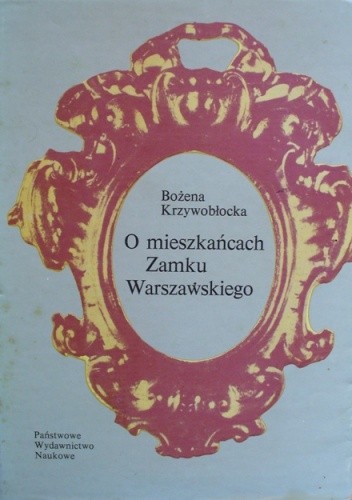 Bożena
Krzywobłocka
O mieszkańcach
Zamku
Warszawskiego
Państwowe
Wydawnictwo
Naukowe